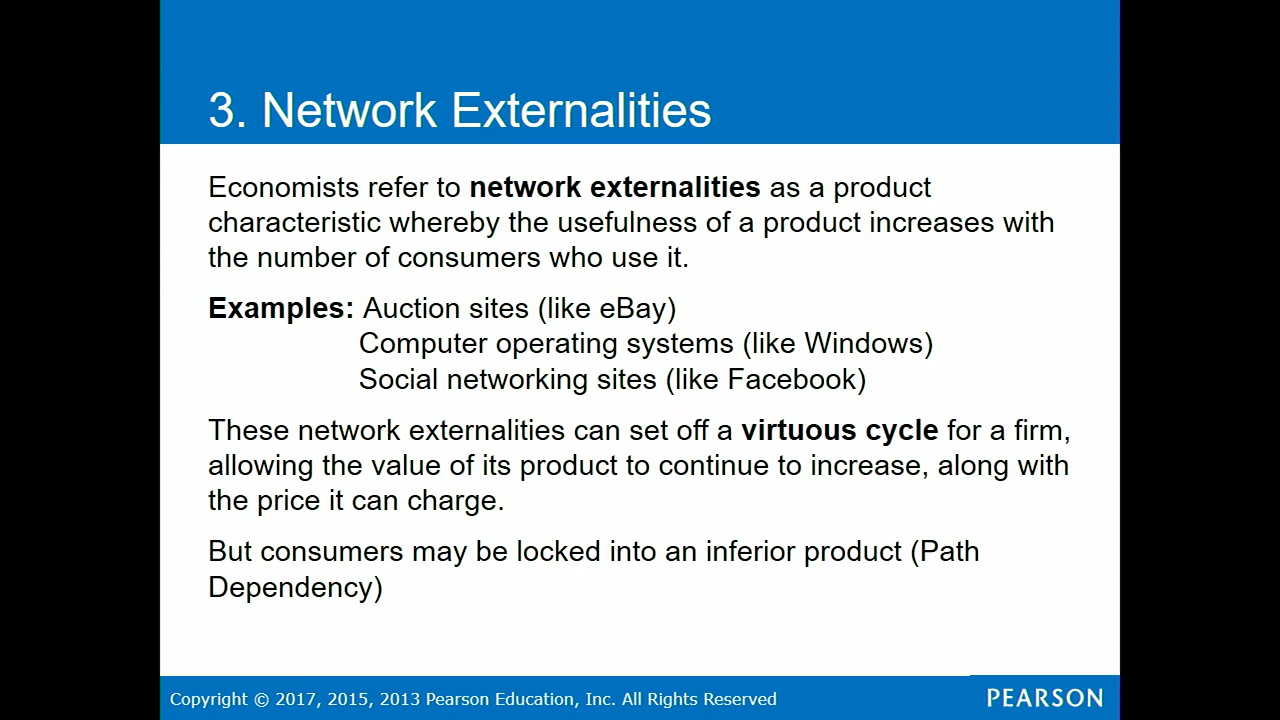 3. Network Externalities
Economists refer to network externalities as a product
characteristic whereby the usefulness of a product increases with
the number of consumers who use it.
Examples: Auction sites (like eBay)
Computer operating systems (like Windows)
Social networking sites (like Facebook)
These network externalities can set off a virtuous cycle for a firm,
allowing the value of its product to continue to increase, along with
the price it can charge.
But consumers may be locked into an inferior product (Path
Dependency)
Copyright © 2017, 2015, 2013 Pearson Education, Inc. All Rights Reserved
PEARSON